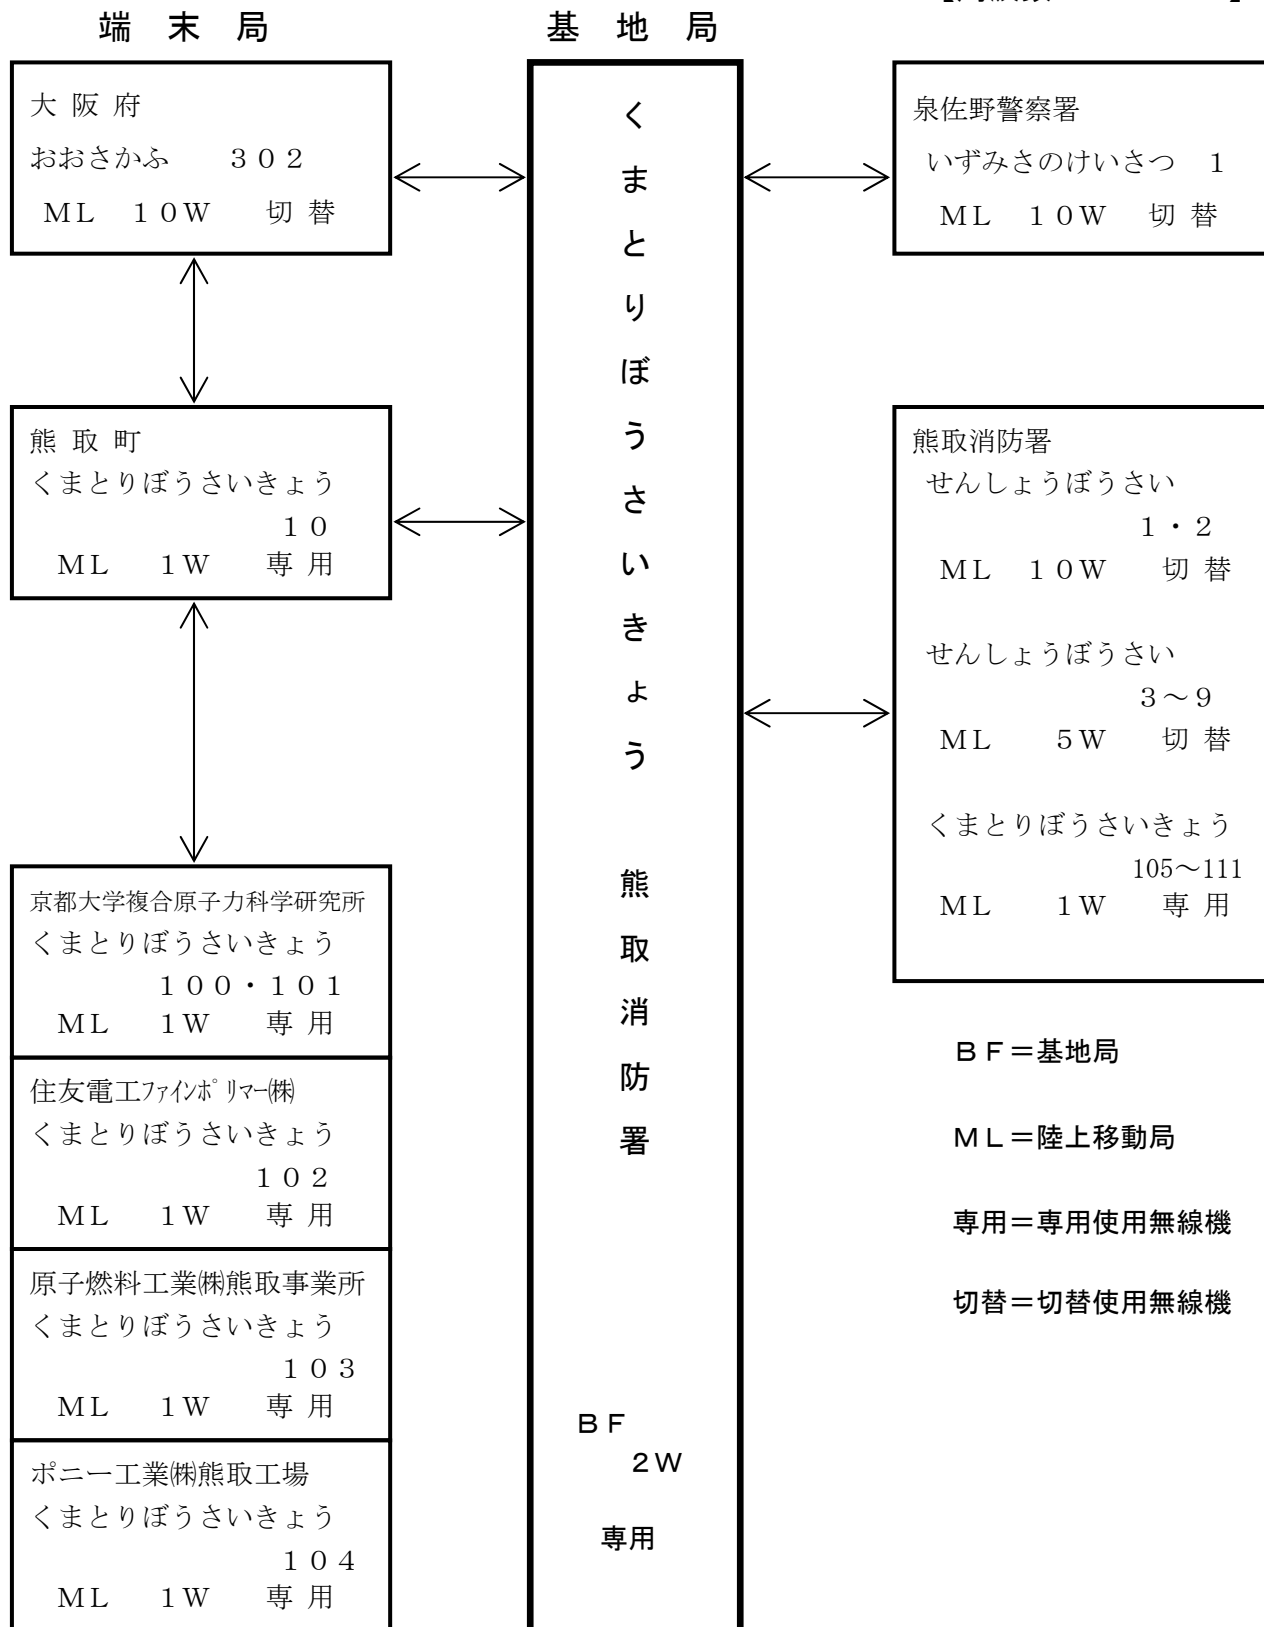 端 末 局
大 阪 府
おおさかふ ３０２
ＭＬ １０Ｗ 切 替
熊 取 町
くまとりぼうさいきょう
１０
ＭＬ １Ｗ 専 用
京都大学複合原子力科学研究所
くまとりぼうさいきょう
１００・１０１
ＭＬ １Ｗ 専 用
住友電工ﾌｧｲﾝﾎﾟﾘﾏｰ㈱
くまとりぼうさいきょう
１０２
ＭＬ １Ｗ 専 用
原子燃料工業㈱熊取事業所
くまとりぼうさいきょう
１０３
ＭＬ １Ｗ 専 用
ポニー工業㈱熊取工場
くまとりぼうさいきょう
１０４
ＭＬ １Ｗ 専 用
基 地 局
くまとりぼうさいきょう 熊取消防署
ＢＦ
２Ｗ
専用
泉佐野警察署
いずみさのけいさつ １
ＭＬ １０Ｗ 切 替
熊取消防署
せんしょうぼうさい
１・２
ＭＬ １０Ｗ 切 替
せんしょうぼうさい
３～９
ＭＬ ５Ｗ 切 替
くまとりぼうさいきょう
105～111
ＭＬ １Ｗ 専 用
ＢＦ＝基地局
ＭＬ＝陸上移動局
専用＝専用使用無線機
切替＝切替使用無線機